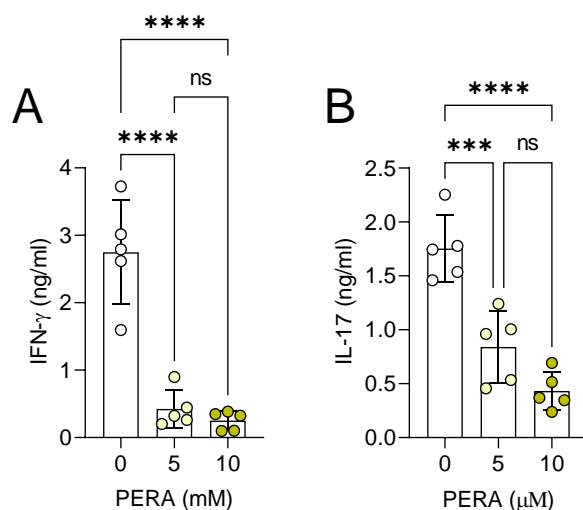 A
****
ns
****
IFN-γ (ng/ml)
4
3
2
1
0
0 5 10
PERA (mM)
B
****
***
ns
IL-17 (ng/ml)
2.5
2.0
1.5
1.0
0.5
0.0
0 5 10
PERA (μM)